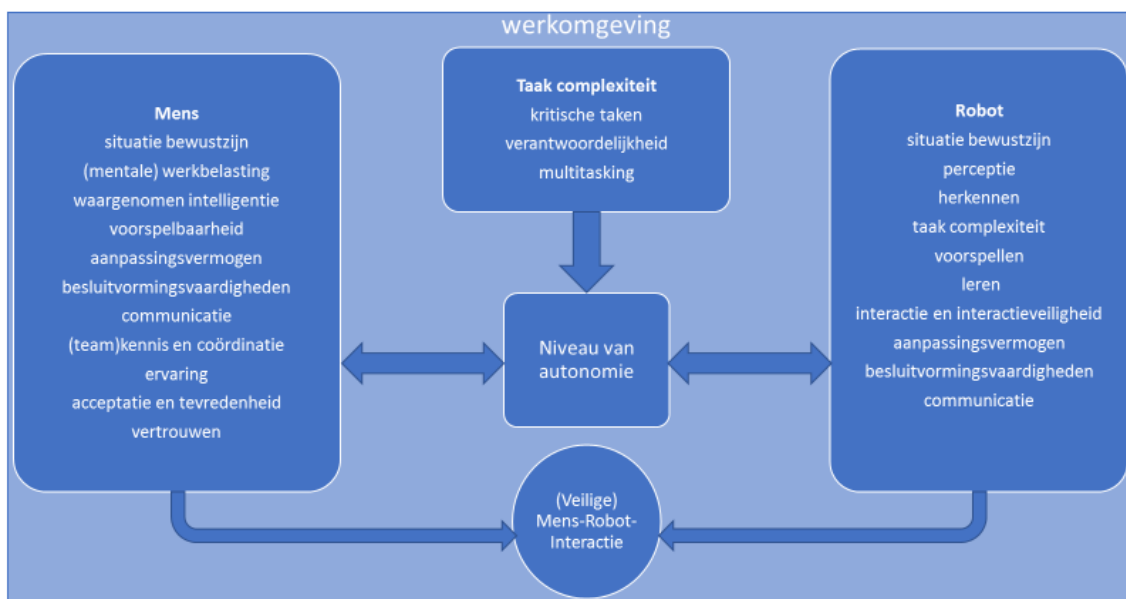 werkomgeving
Mens
situatie bewustzijn
(mentale) werkbelasting
waargenomen intelligentie
voorspelbaarheid
aanpassingsvermogen
besluitvormingsvaardigheden
communicatie
(team)kennis en coördinatie
ervaring
acceptatie en tevredenheid
vertrouwen
Taak complexiteit
kritische taken
verantwoordelijkheid
multitasking
Niveau van
autonomie
Robot
situatie bewustzijn
perceptie
herkennen
taak complexiteit
voorspellen
leren
interactie en interactieveiligheid
aanpassingsvermogen
besluitvormingsvaardigheden
communicatie
(Veilige)
Mens-Robot-
Interactie